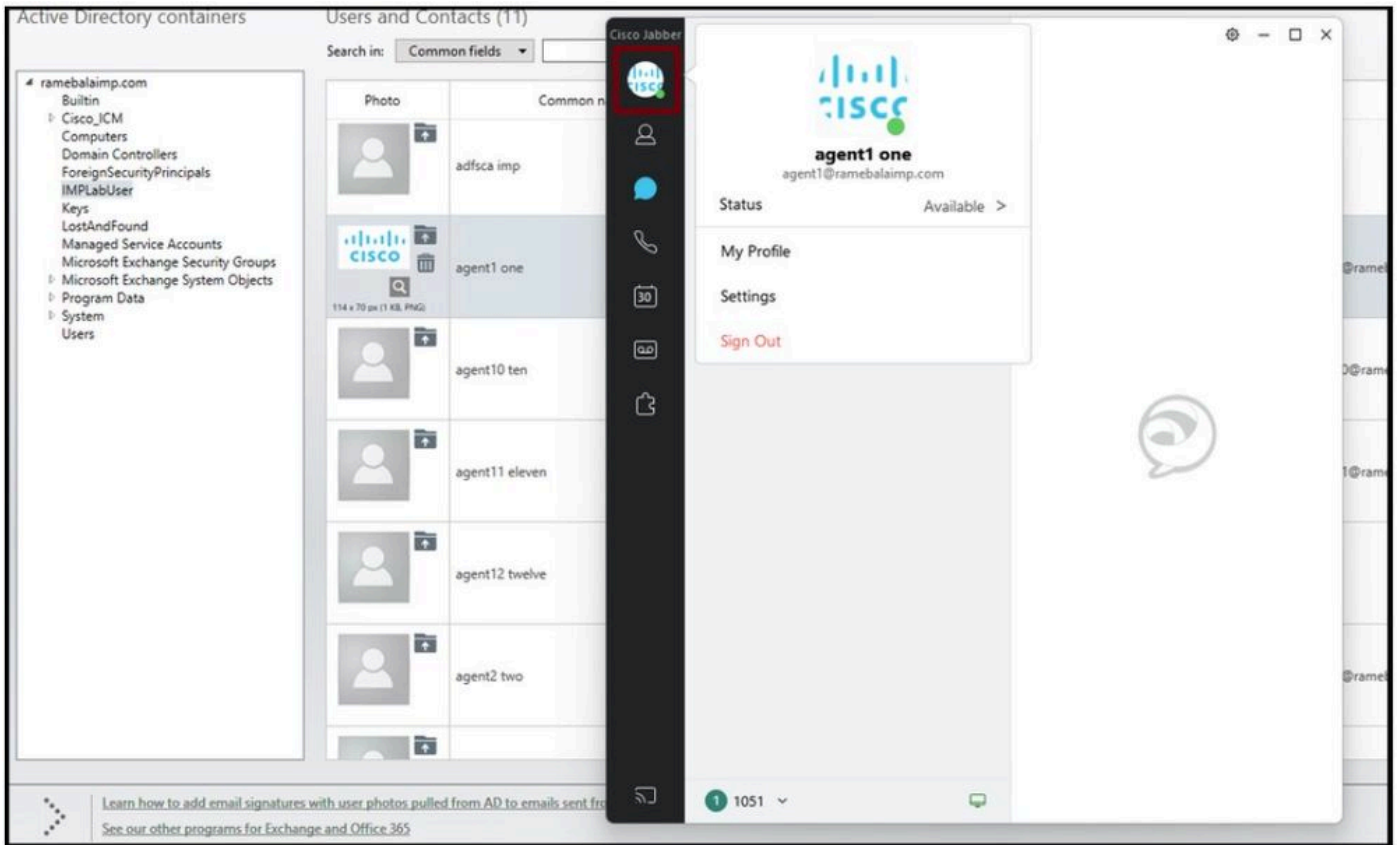 Active Directory containers
Users and Contacts (11)
Search in:
Common fields
ramebalaimp.com
Builtin
Cisco_ICM
Computers
Domain Controllers
ForeignSecurityPrincipals
IMPLabUser
Keys
LostAndFound
Managed Service Accounts
Microsoft Exchange Security Groups
Microsoft Exchange System Objects
Program Data
System
Users
Photo
Common n
adfsca imp
CISCO
114 x 70 px (1 KB, PNG)
agent1 one
agent10 ten
agent11 eleven
agent12 twelve
agent2 two
Learn how to add email signatures with user photos pulled from AD to emails sent fro
See our other programs for Exchange and Office 365
Cisco Jabber
CISCO
30
CISCO
agent1 one
agent1@ramebalaimp.com
Status
Available >
My Profile
Settings
Sign Out
1 1051